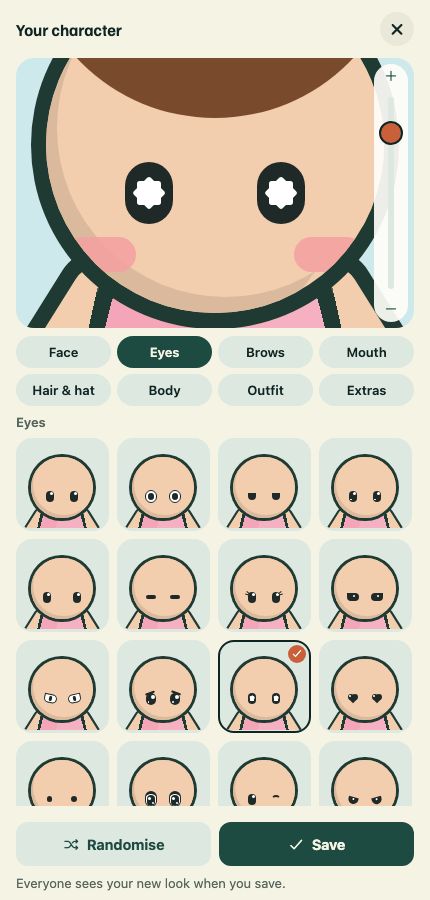 Your character
+
−
Face
Eyes
Brows
Mouth
Hair & hat
Body
Outfit
Extras
Eyes
Randomise
Save
Everyone sees your new look when you save.